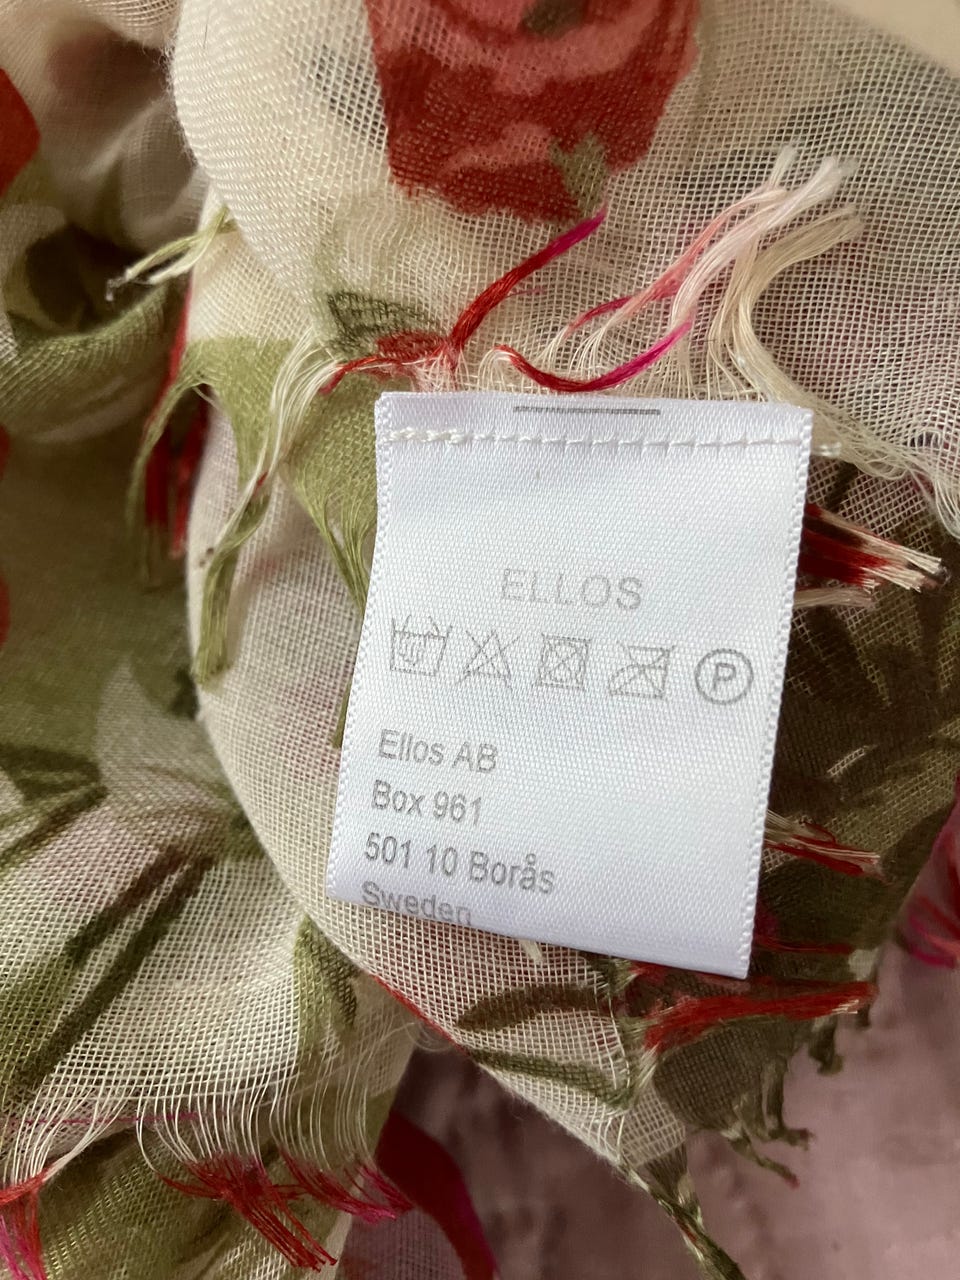 ELLOS
P
Ellos AB
Box 961
501 10 Borås
Sweden